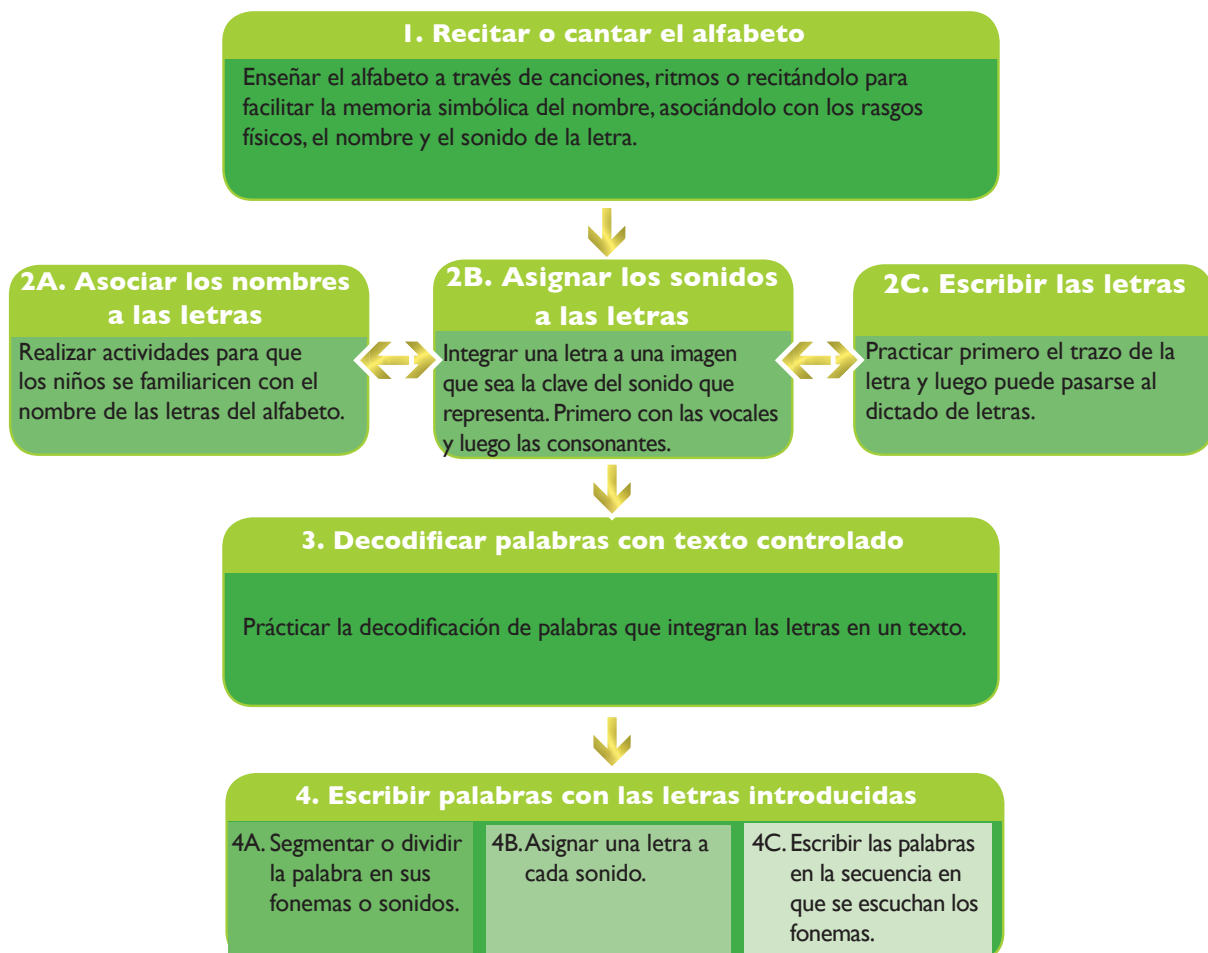 1. Recitar o cantar el alfabeto
Enseñar el alfabeto a través de canciones, ritmos o recitándolo para
facilitar la memoria simbólica del nombre, asociándolo con los rasgos
físicos, el nombre y el sonido de la letra.
2A. Asociar los nombres
a las letras
Realizar actividades para que
los niños se familiaricen con el
nombre de las letras del alfabeto.
2B. Asignar los sonidos
a las letras
Integrar una letra a una imagen
que sea la clave del sonido que
representa. Primero con las vocales
y luego las consonantes.
2C. Escribir las letras
Practicar primero el trazo de la
letra y luego puede pasarse al
dictado de letras.
3. Decodificar palabras con texto controlado
Prácticar la decodificación de palabras que integran las letras en un texto.
4. Escribir palabras con las letras introducidas
4A. Segmentar o dividir
la palabra en sus
fonemas o sonidos.
4B. Asignar una letra a
cada sonido.
4C. Escribir las palabras
en la secuencia en
que se escuchan los
fonemas.